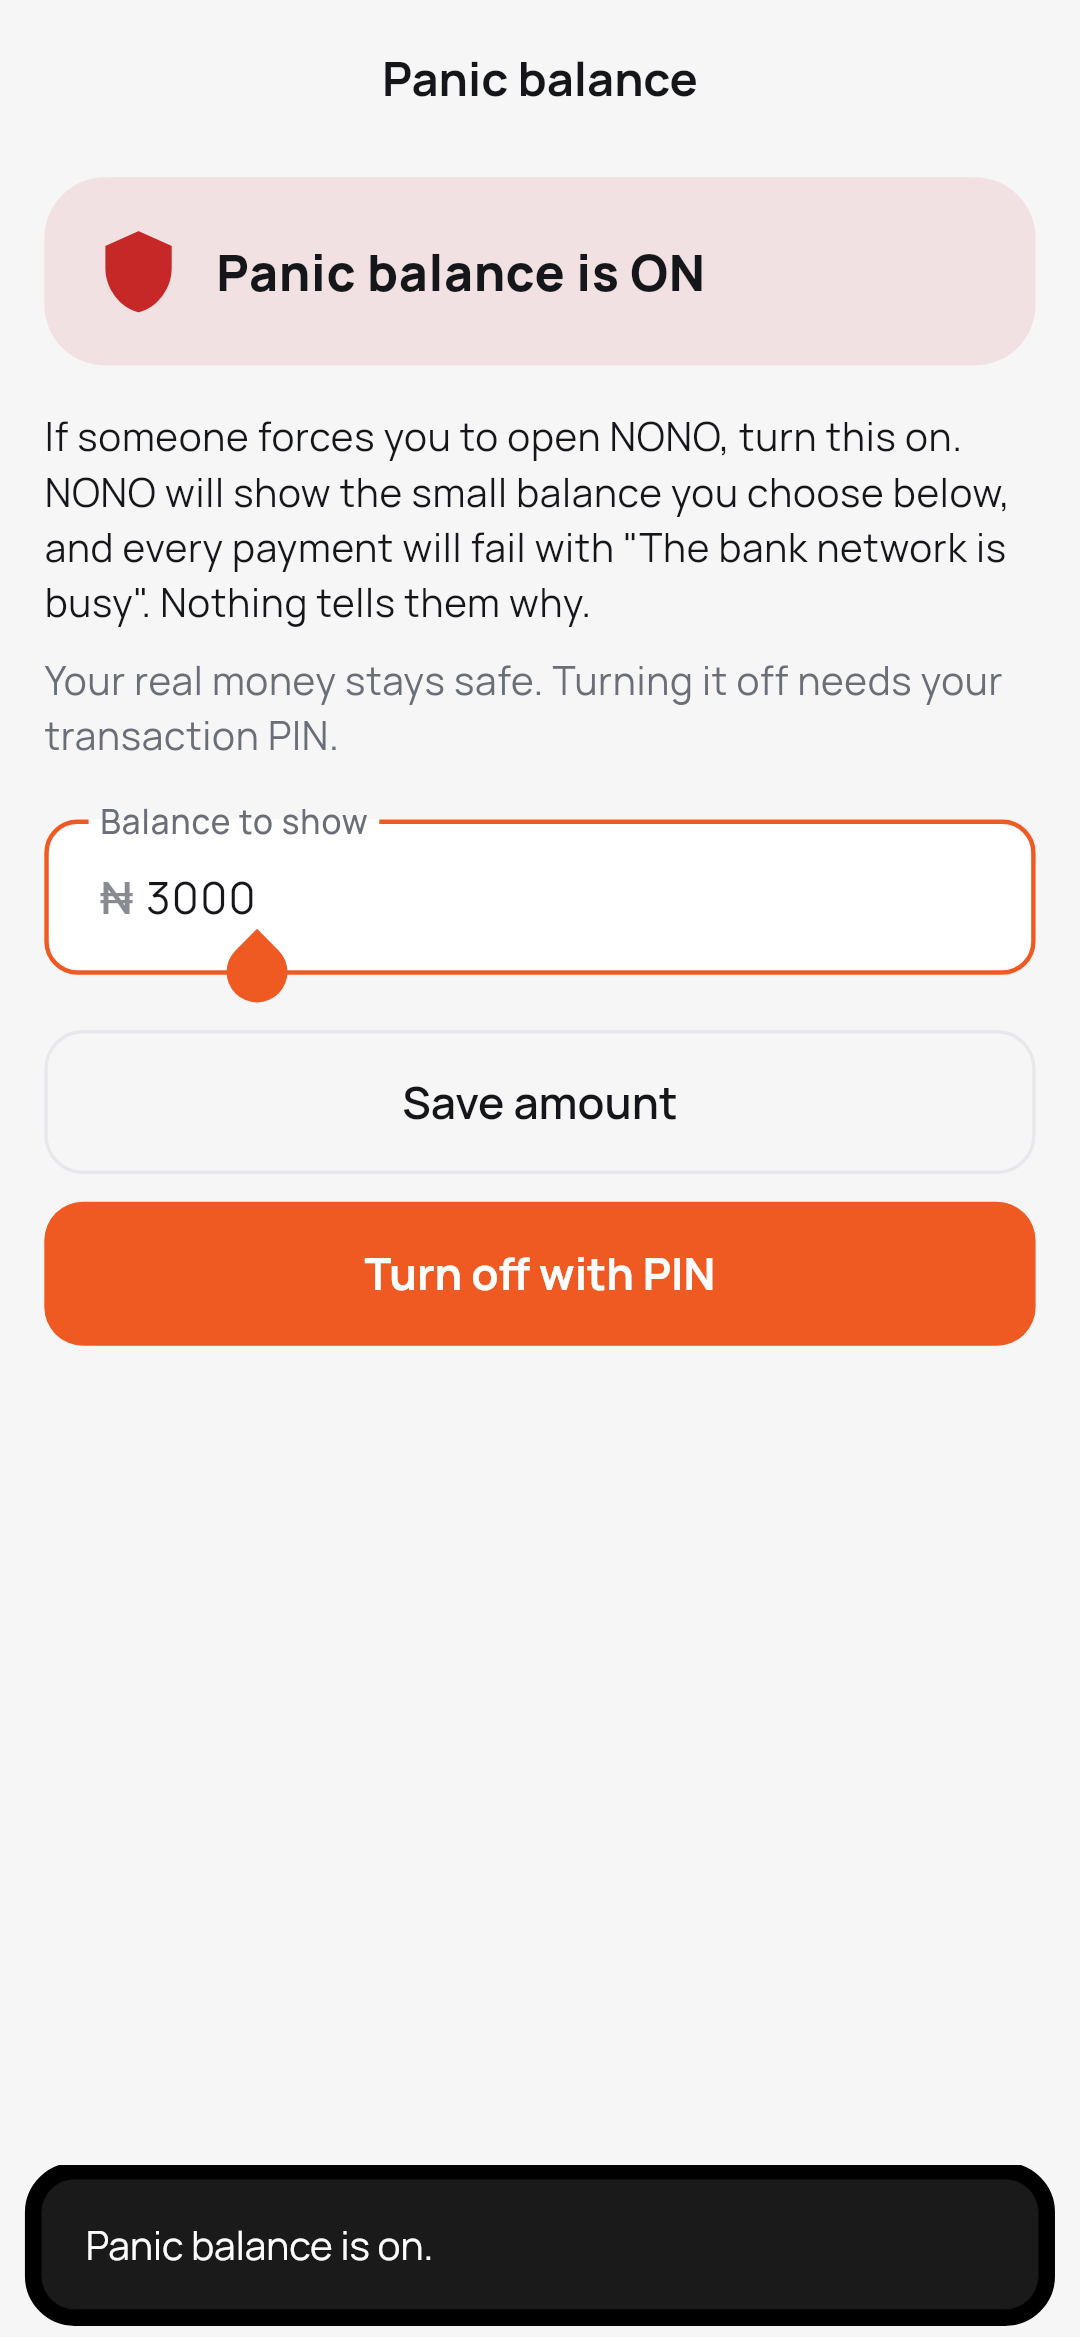 Panic balance
Panic balance is ON
If someone forces you to open NONO, turn this on.
NONO will show the small balance you choose below,
and every payment will fail with "The bank network is
busy". Nothing tells them why.
Your real money stays safe. Turning it off needs your
transaction PIN.
Balance to show
₦ 3000
Save amount
Turn off with PIN
Panic balance is on.